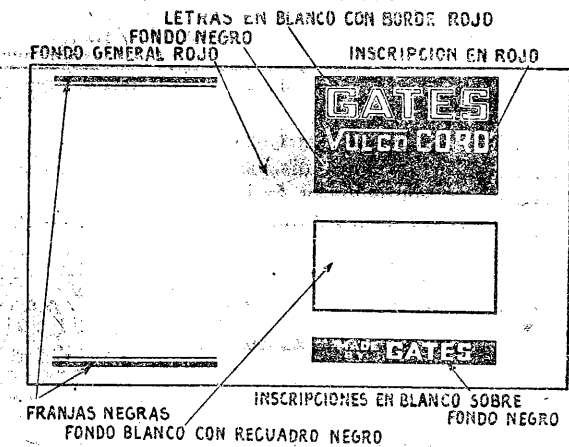 LETRAS EN BLANCO CON BORDE ROJO
FONDO NEGRO
FONDO GENERAL ROJO
INSCRIPCION EN ROJO
GATES
VULCO CORD
MADE BY GATES
INSCRIPCIONES EN BLANCO SOBRE
FONDO NEGRO
FRANJAS NEGRAS
FONDO BLANCO CON RECUADRO NEGRO